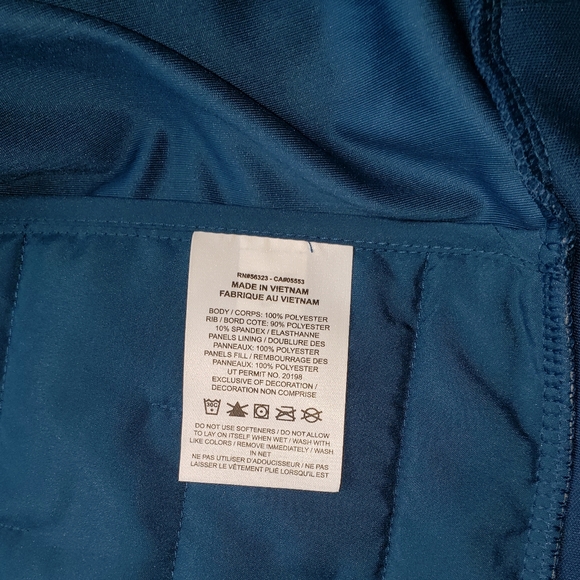 RN#56323 - CA#05553
MADE IN VIETNAM
FABRIQUE AU VIETNAM
BODY / CORPS: 100% POLYESTER
RIB / BORD COTE: 90% POLYESTER
10% SPANDEX / ELASTHANNE
PANELS LINING / DOUBLURE DES
PANNEAUX: 100% POLYESTER
PANELS FILL / REMBOURRAGE DES
PANNEAUX: 100% POLYESTER
UT PERMIT NO. 20198
EXCLUSIVE OF DECORATION /
DECORATION NON COMPRISE
30C
DO NOT USE SOFTENERS / DO NOT ALLOW
TO LAY ON ITSELF WHEN WET / WASH WITH
LIKE COLORS / REMOVE IMMEDIATELY / WASH
IN NET
NE PAS UTILISER D'ADOUCISSEUR / NE PAS
LAISSER LE VÊTEMENT PLIÉ LORSQU'IL EST